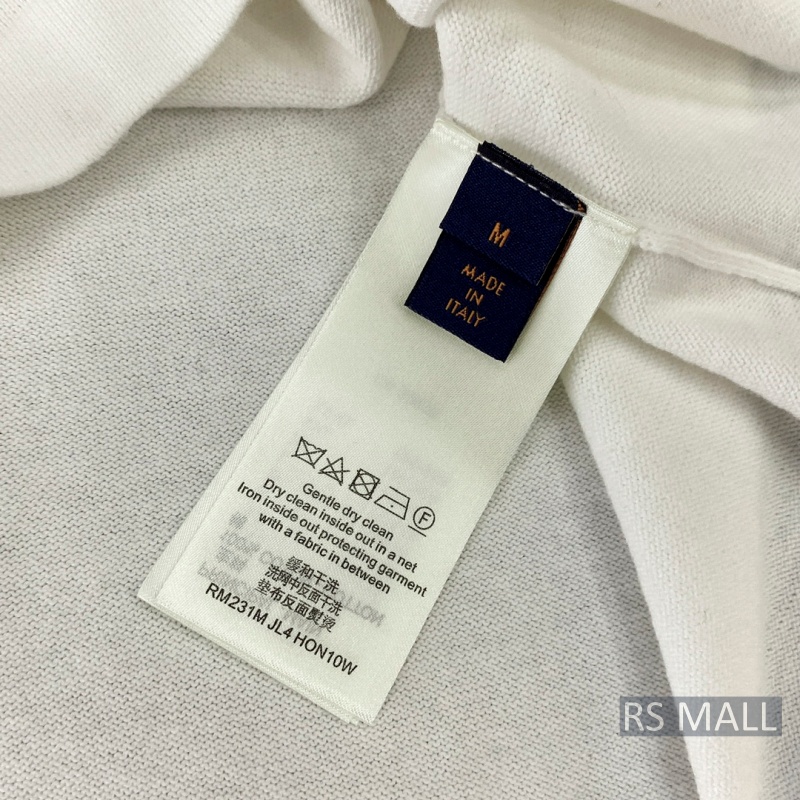 M
MADE
IN
ITALY
Gentle dry clean
Dry clean inside out in a net
Iron inside out protecting garment
with a fabric in between
缓和干洗
洗网中反面干洗
垫布反面熨烫
RM231M JL4 HON10W
RS MALL